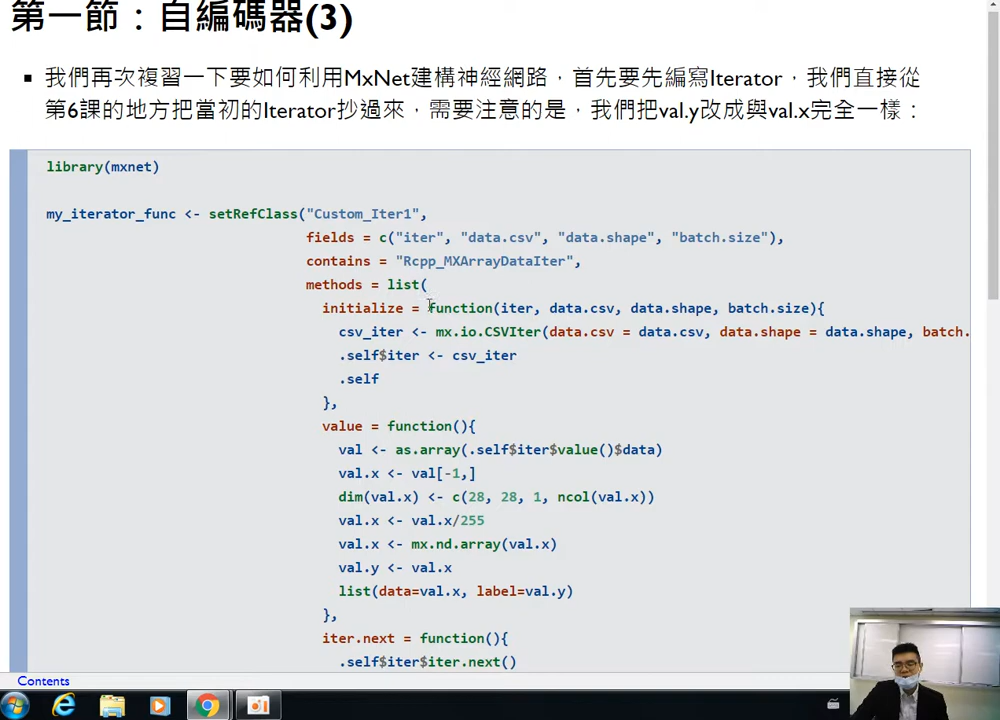 第一節：自編碼器(3)
▪ 我們再次複習一下要如何利用MxNet建構神經網路，首先要先編寫Iterator，我們直接從
第6課的地方把當初的Iterator抄過來，需要注意的是，我們把val.y改成與val.x完全一樣：
library(mxnet)
my_iterator_func <- setRefClass("Custom_Iter1",
fields = c("iter", "data.csv", "data.shape", "batch.size"),
contains = "Rcpp_MXArrayDataIter",
methods = list(
initialize = function(iter, data.csv, data.shape, batch.size){
csv_iter <- mx.io.CSVIter(data.csv = data.csv, data.shape = data.shape, batch.
.self$iter <- csv_iter
.self
},
value = function(){
val <- as.array(.self$iter$value()$data)
val.x <- val[-1,]
dim(val.x) <- c(28, 28, 1, ncol(val.x))
val.x <- val.x/255
val.x <- mx.nd.array(val.x)
val.y <- val.x
list(data=val.x, label=val.y)
},
iter.next = function(){
.self$iter$iter.next()
Contents